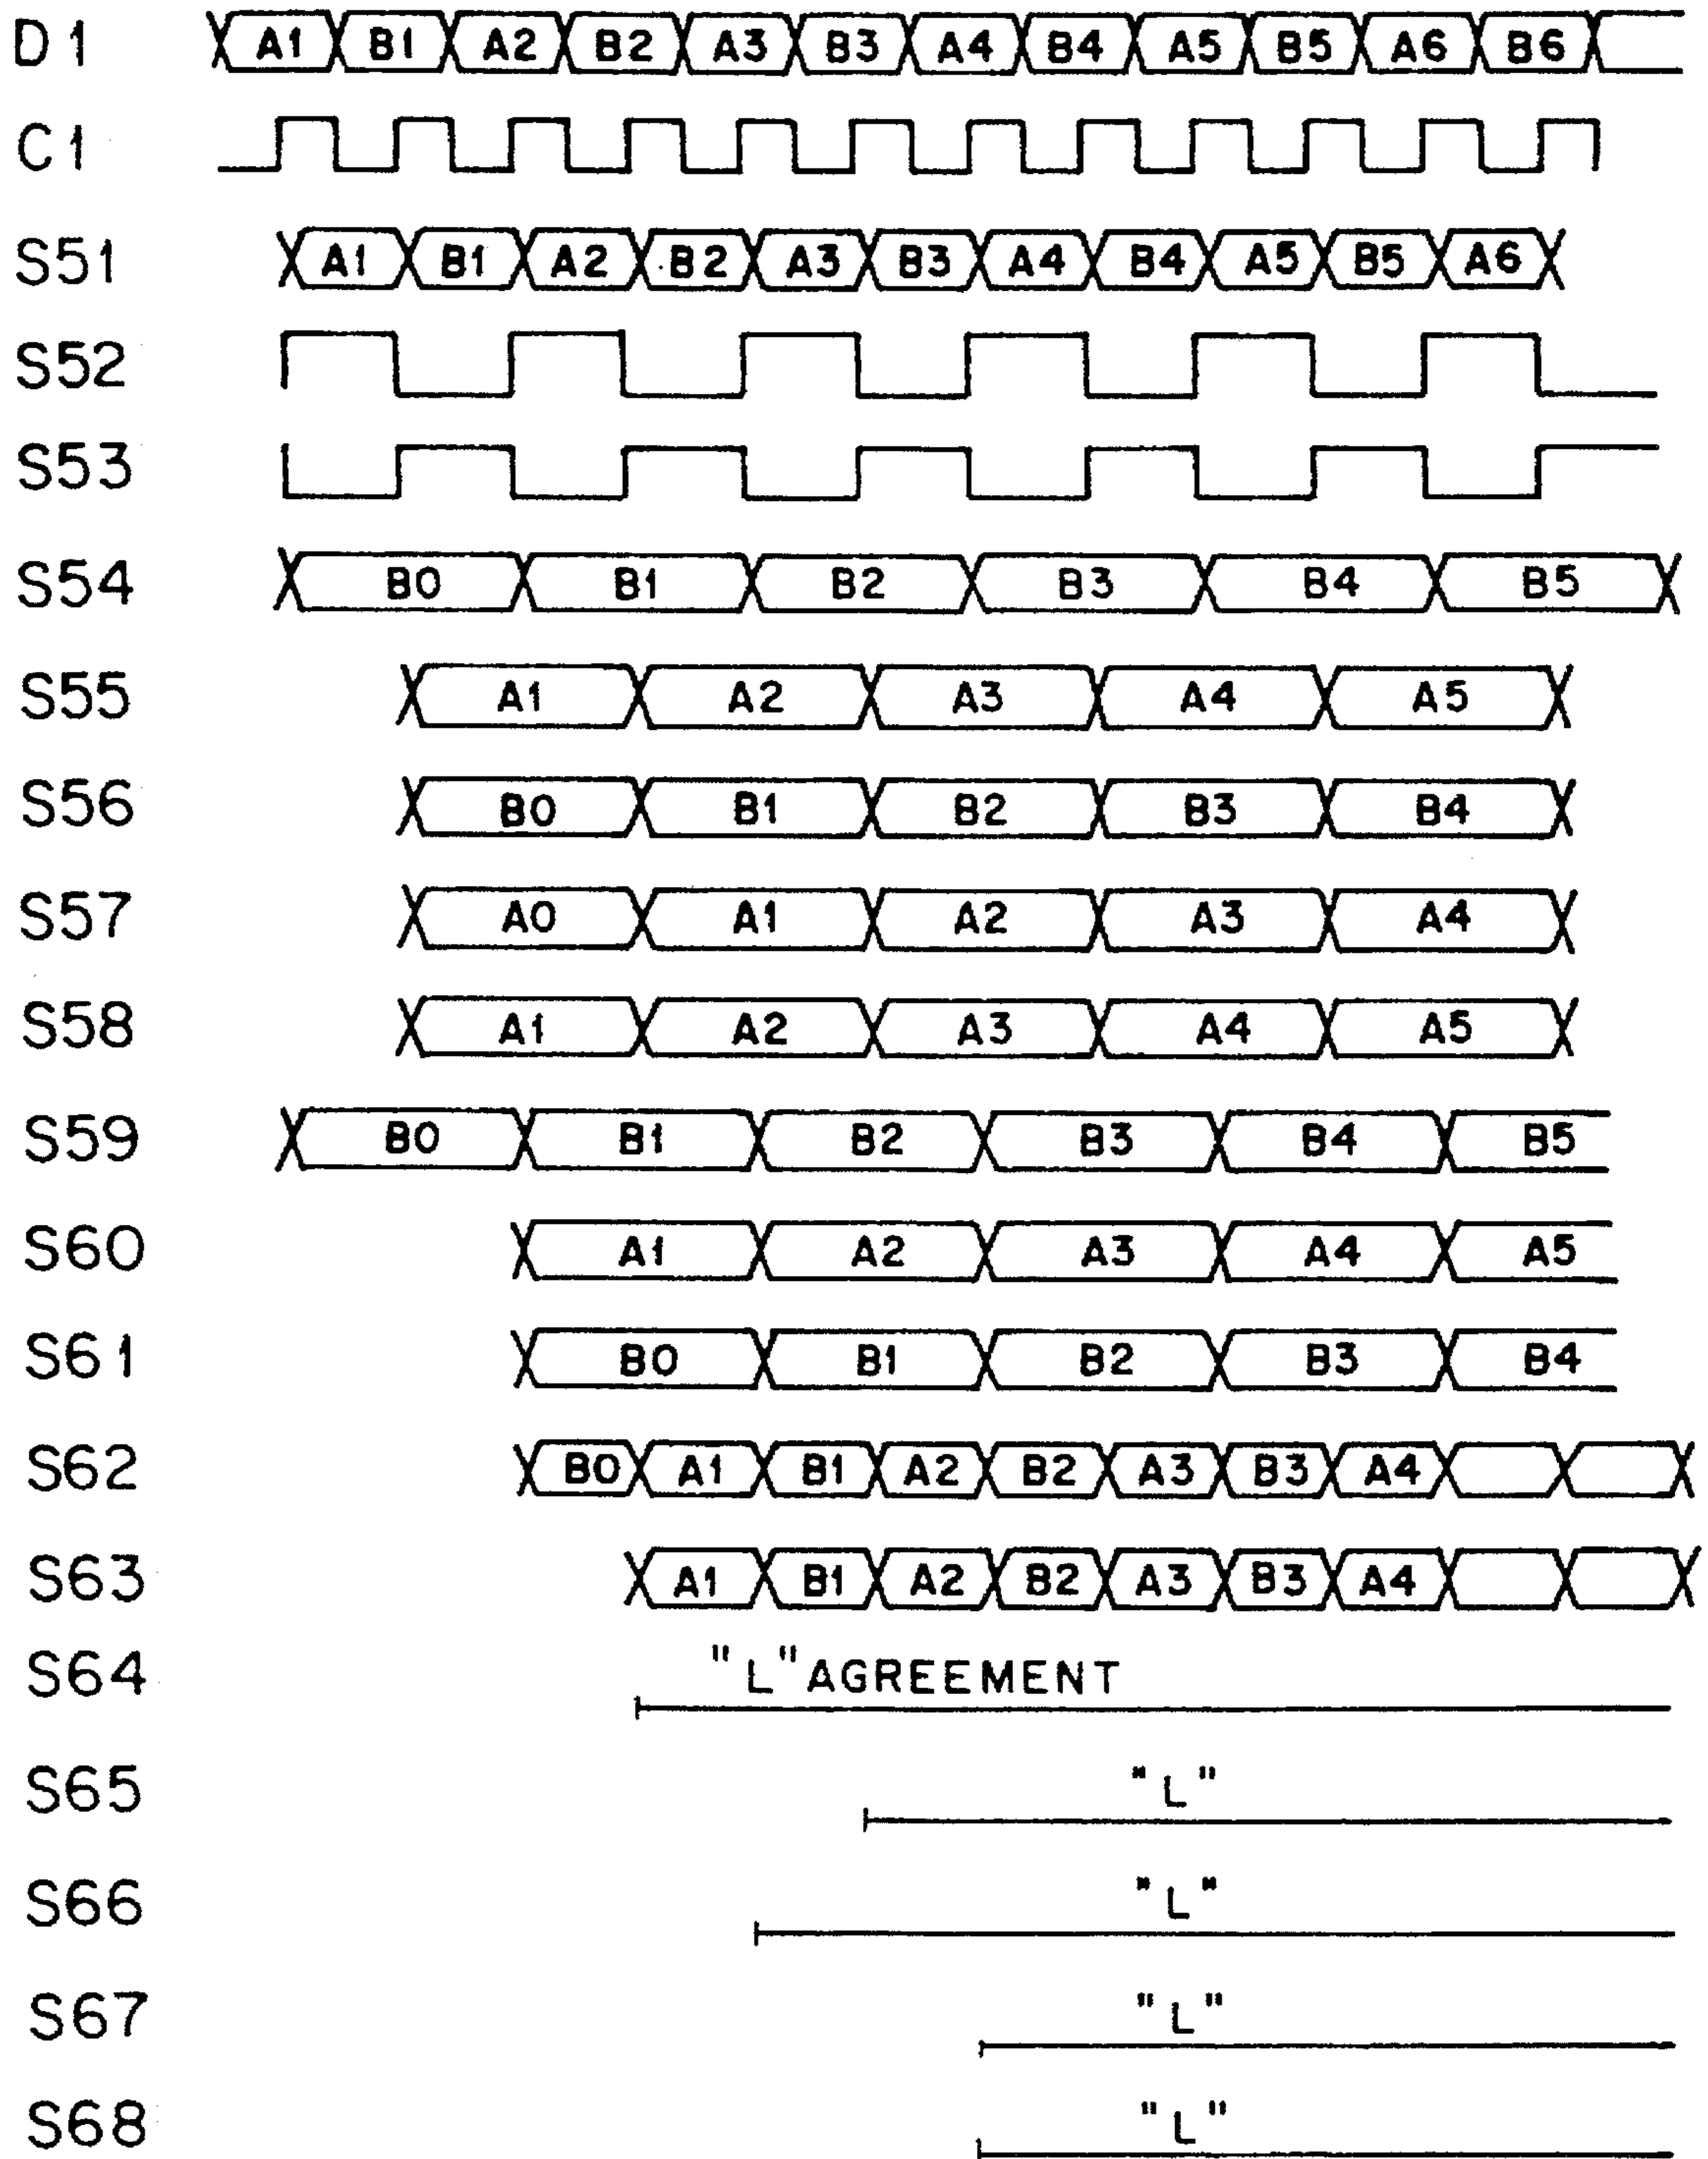 D1 A1 B1 A2 B2 A3 B3 A4 B4 A5 B5 A6 B6
C1
S51 A1 B1 A2 B2 A3 B3 A4 B4 A5 B5 A6
S52
S53
S54 B0 B1 B2 B3 B4 B5
S55 A1 A2 A3 A4 A5
S56 B0 B1 B2 B3 B4
S57 A0 A1 A2 A3 A4
S58 A1 A2 A3 A4 A5
S59 B0 B1 B2 B3 B4 B5
S60 A1 A2 A3 A4 A5
S61 B0 B1 B2 B3 B4
S62 B0 A1 B1 A2 B2 A3 B3 A4
S63 A1 B1 A2 B2 A3 B3 A4
S64 "L" AGREEMENT
S65 "L"
S66 "L"
S67 "L"
S68 "L"